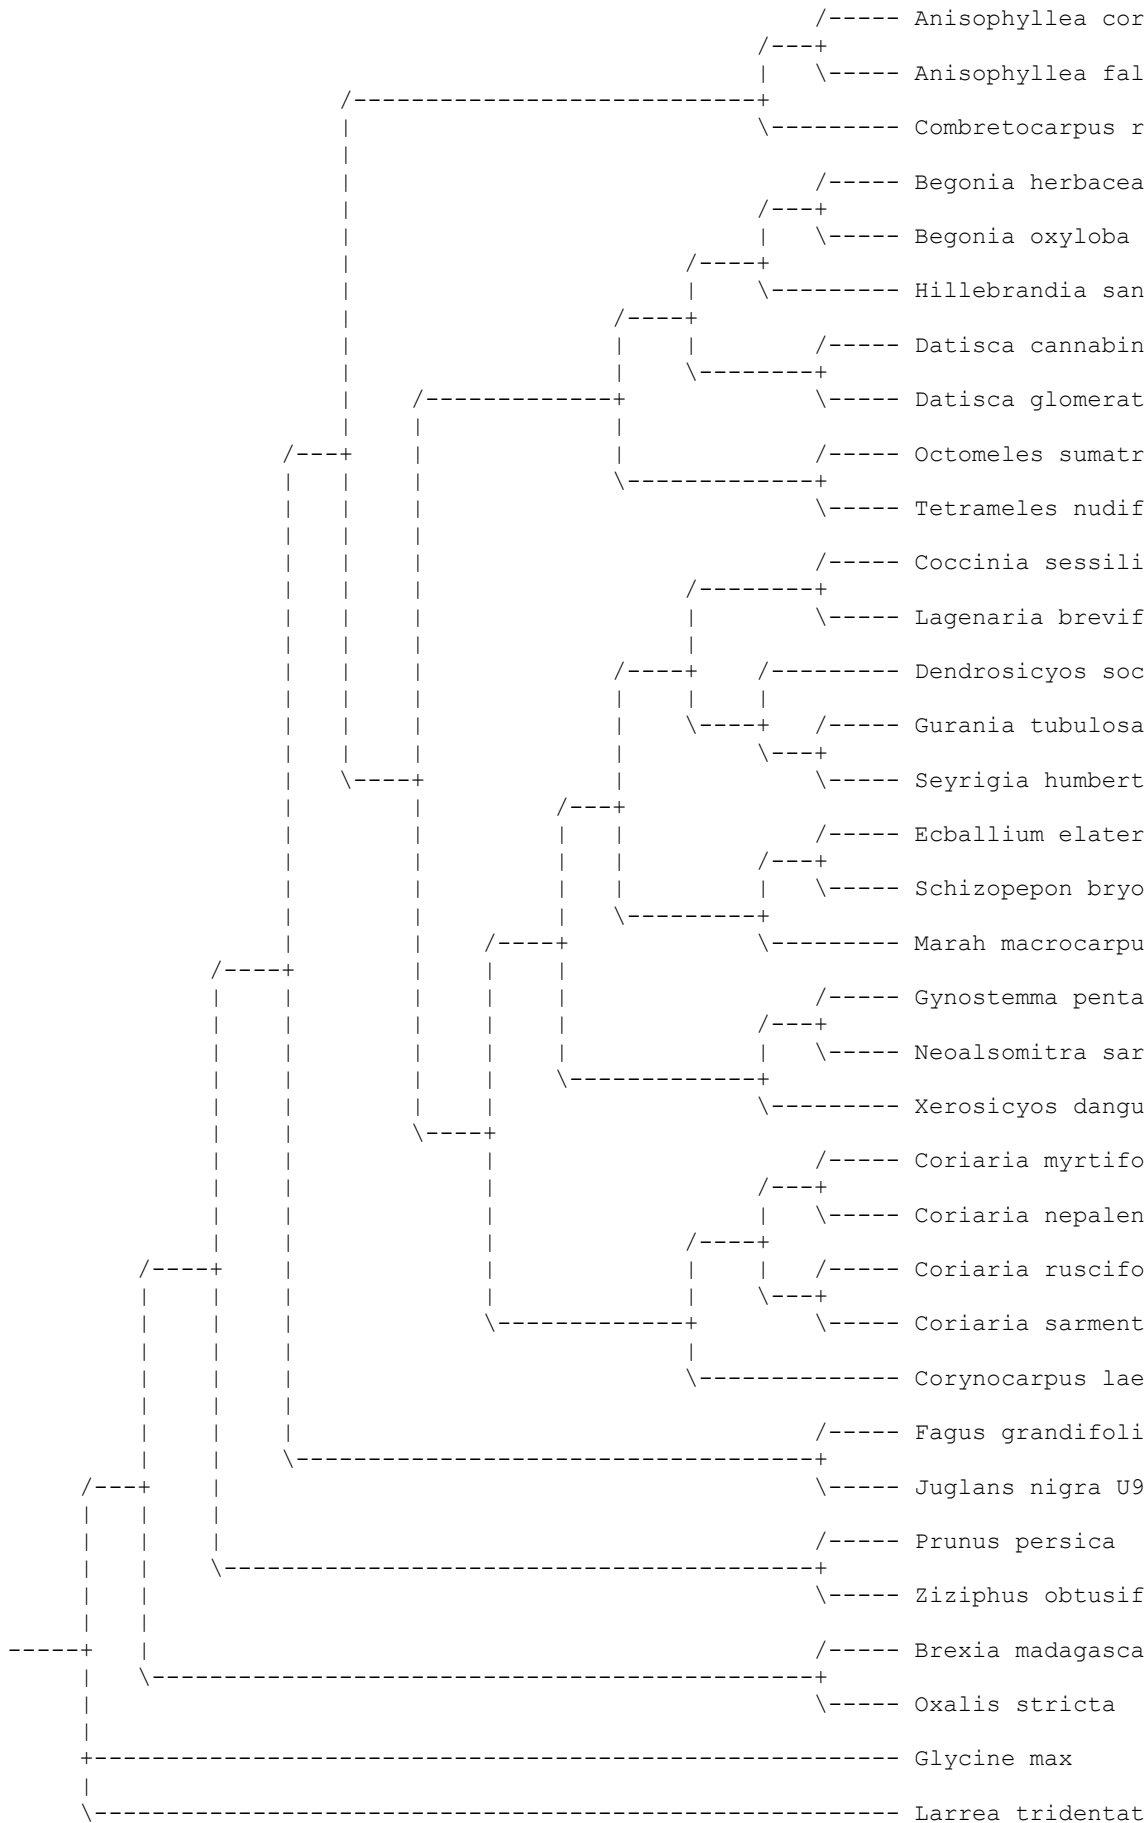 Anisophyllea cor
Anisophyllea fal
Combretocarpus r
Begonia herbacea
Begonia oxyloba
Hillebrandia san
Datisca cannabin
Datisca glomerat
Octomeles sumatr
Tetrameles nudif
Coccinia sessili
Lagenaria brevif
Dendrosicyos soc
Gurania tubulosa
Seyrigia humbert
Ecballium elater
Schizopepon bryo
Marah macrocarpu
Gynostemma penta
Neoalsomitra sar
Xerosicyos dangu
Coriaria myrtifo
Coriaria nepalen
Coriaria ruscifo
Coriaria sarment
Corynocarpus lae
Fagus grandifoli
Juglans nigra U9
Prunus persica
Ziziphus obtusif
Brexia madagasca
Oxalis stricta
Glycine max
Larrea tridentat